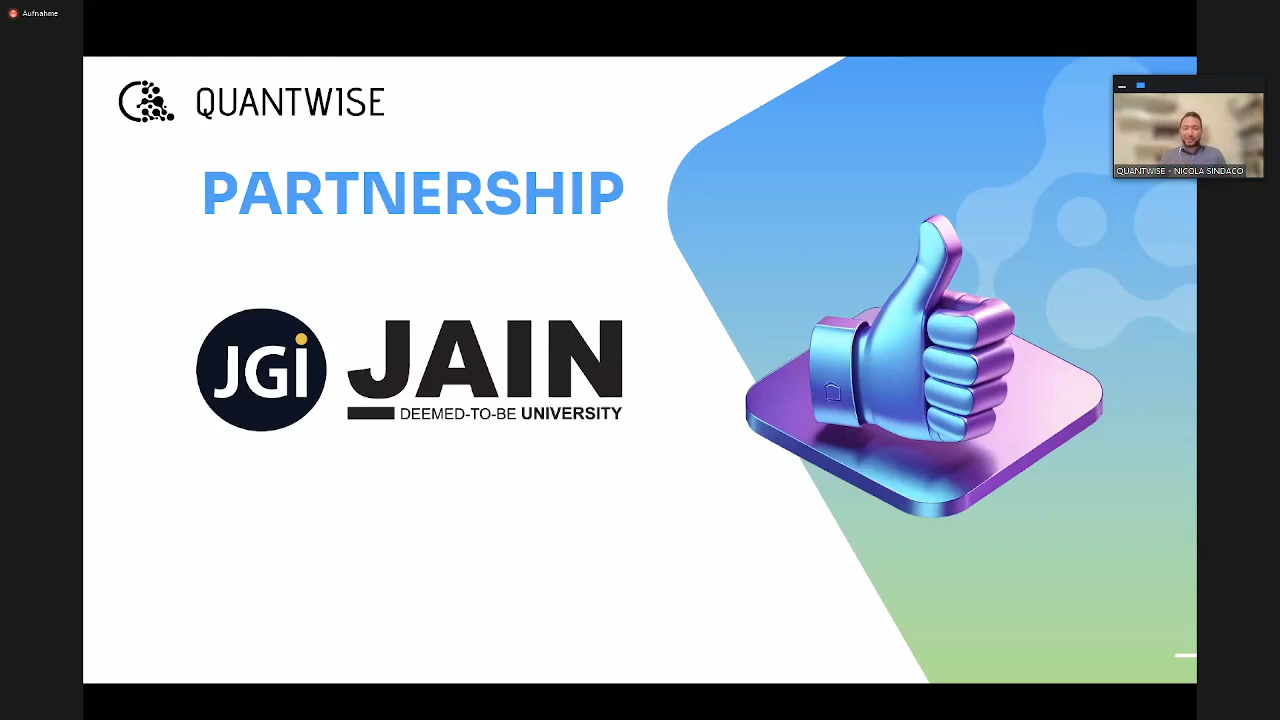 Aufnahme
QUANTWISE
PARTNERSHIP
QUANTWISE - NICOLA SINDACO
JGi JAIN
DEEMED-TO-BE UNIVERSITY